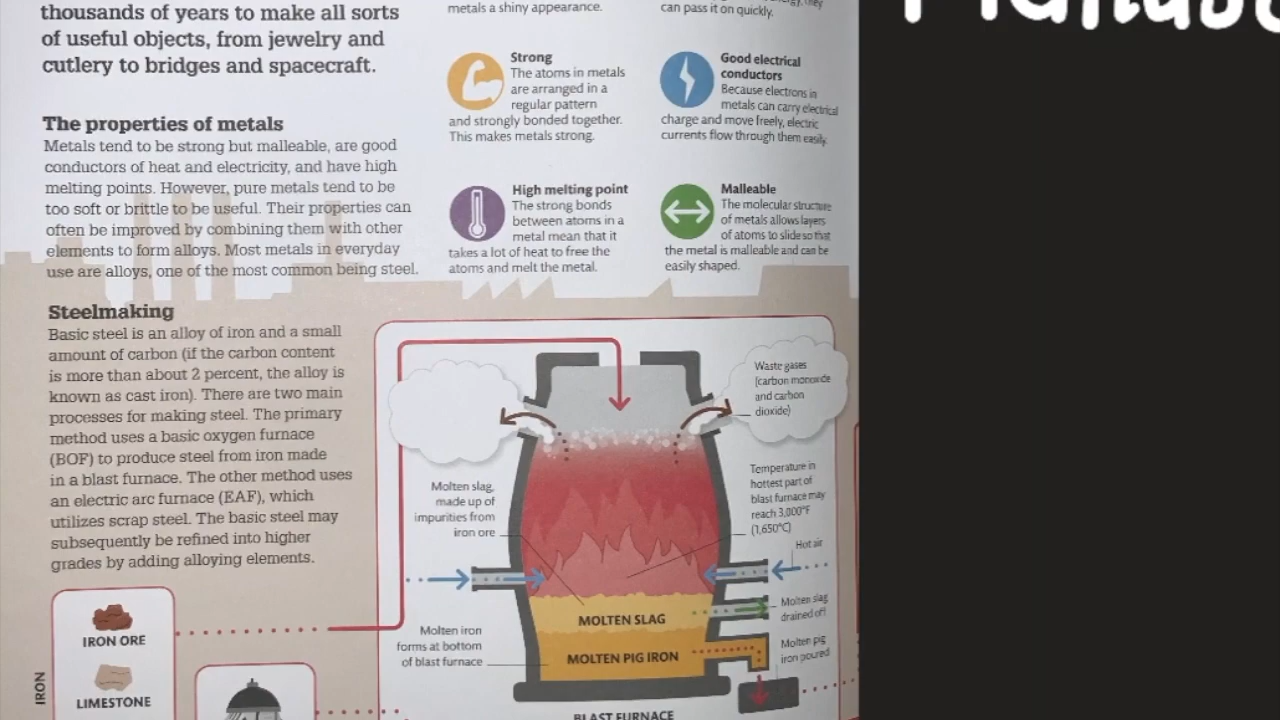 thousands of years to make all sorts
of useful objects, from jewelry and
cutlery to bridges and spacecraft.
The properties of metals
Metals tend to be strong but malleable, are good
conductors of heat and electricity, and have high
melting points. However, pure metals tend to be
too soft or brittle to be useful. Their properties can
often be improved by combining them with other
elements to form alloys. Most metals in everyday
use are alloys, one of the most common being steel.
Steelmaking
Basic steel is an alloy of iron and a small
amount of carbon (if the carbon content
is more than about 2 percent, the alloy is
known as cast iron). There are two main
processes for making steel. The primary
method uses a basic oxygen furnace
(BOF) to produce steel from iron made
in a blast furnace. The other method uses
an electric arc furnace (EAF), which
utilizes scrap steel. The basic steel may
subsequently be refined into higher
grades by adding alloying elements.
metals a shiny appearance.
they
can pass it on quickly.
Strong
The atoms in metals
are arranged in a
regular pattern
and strongly bonded together.
This makes metals strong.
Good electrical
conductors
Because electrons in
metals can carry electrical
charge and move freely, electric
currents flow through them easily.
High melting point
The strong bonds
between atoms in a
metal mean that it
takes a lot of heat to free the
atoms and melt the metal.
Malleable
The molecular structure
of metals allows layers
of atoms to slide so that
the metal is malleable and can be
easily shaped.
Waste gases
(carbon monoxide
and carbon
dioxide)
Molten slag,
made up of
impurities from
iron ore
Temperature in
hottest part of
blast furnace may
reach 3,000°F
(1,650°C)
Hot air
MOLTEN SLAG
Molten slag
drained off
Molten iron
forms at bottom
of blast furnace
MOLTEN PIG IRON
Molten pig
iron poured
BLAST FURNACE
IRON ORE
LIMESTONE
IRON